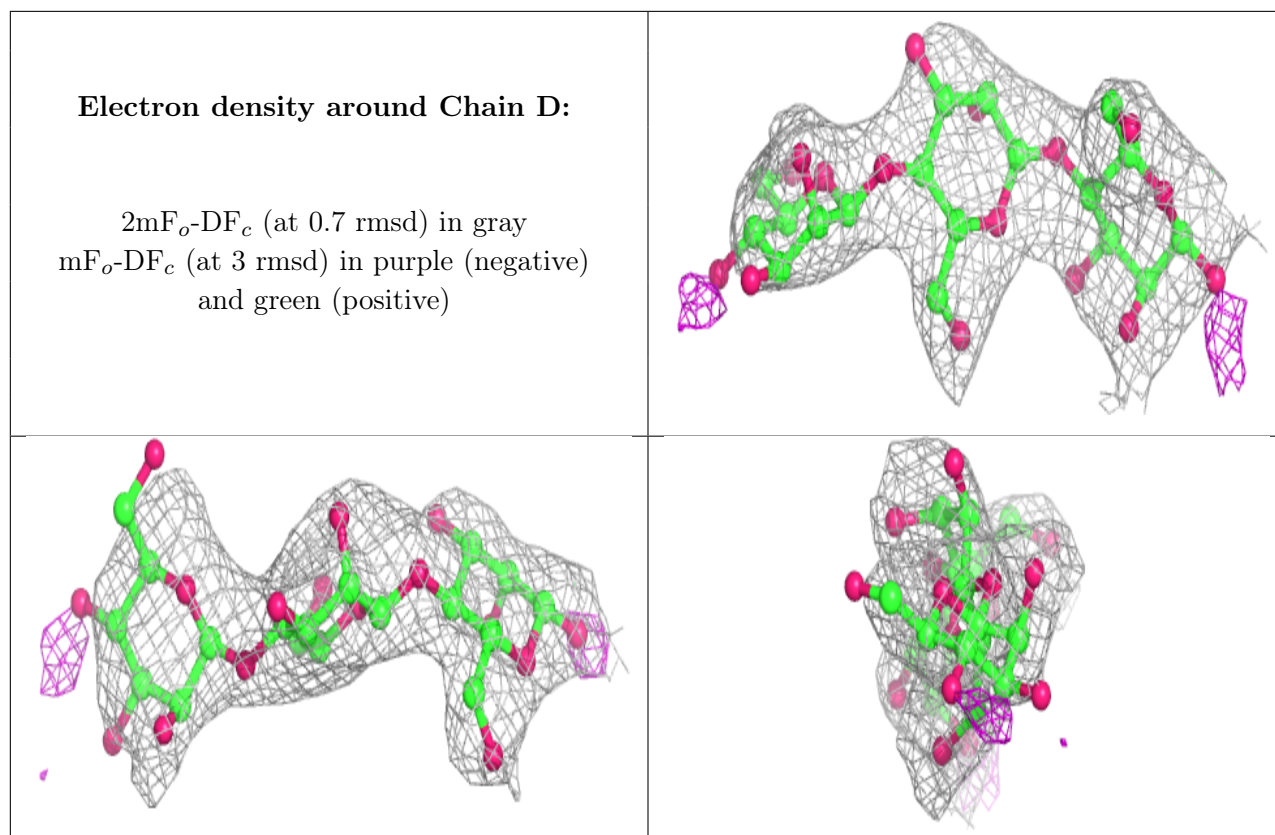 Electron density around Chain D:
2mFo-DFc (at 0.7 rmsd) in gray
mFo-DFc (at 3 rmsd) in purple (negative)
and green (positive)